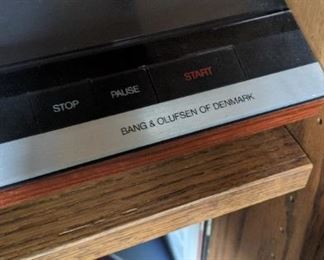 STOP PAUSE START
BANG & OLUFSEN OF DENMARK